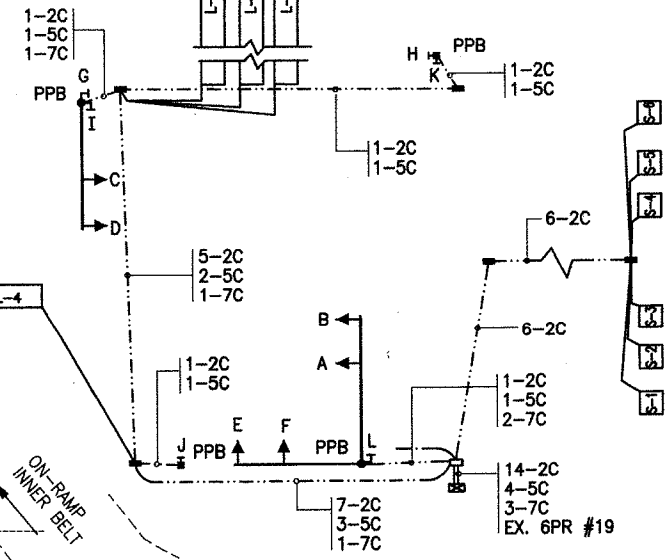 1-2C
1-5C
1-7C
G
PPB
I
C
D
H
PPB
K
1-2C
1-5C
1-2C
1-5C
6-2C
S-6
S-5
S-4
S-3
S-2
S-1
5-2C
2-5C
1-7C
L-4
B
A
6-2C
1-2C
1-5C
1-2C
1-5C
2-7C
J
PPB
E
F
PPB
L
14-2C
4-5C
3-7C
EX. 6PR #19
7-2C
3-5C
1-7C
ON-RAMP
INNER BELT